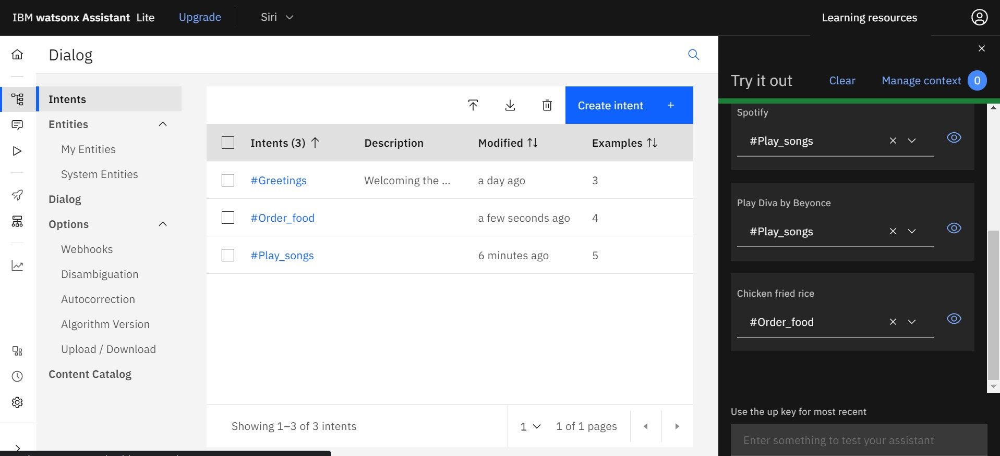 IBM watsonx Assistant Lite Upgrade Siri Learning resources
Dialog
Intents
Entities
My Entities
System Entities
Dialog
Options
Webhooks
Disambiguation
Autocorrection
Algorithm Version
Upload / Download
Content Catalog
Create intent +
Intents (3) Description Modified Examples
#Greetings Welcoming the ... a day ago 3
#Order_food a few seconds ago 4
#Play_songs 6 minutes ago 5
Showing 1–3 of 3 intents 1 1 of 1 pages
Try it out Clear Manage context 0
Spotify
#Play_songs
Play Diva by Beyonce
#Play_songs
Chicken fried rice
#Order_food
Use the up key for most recent
Enter something to test your assistant